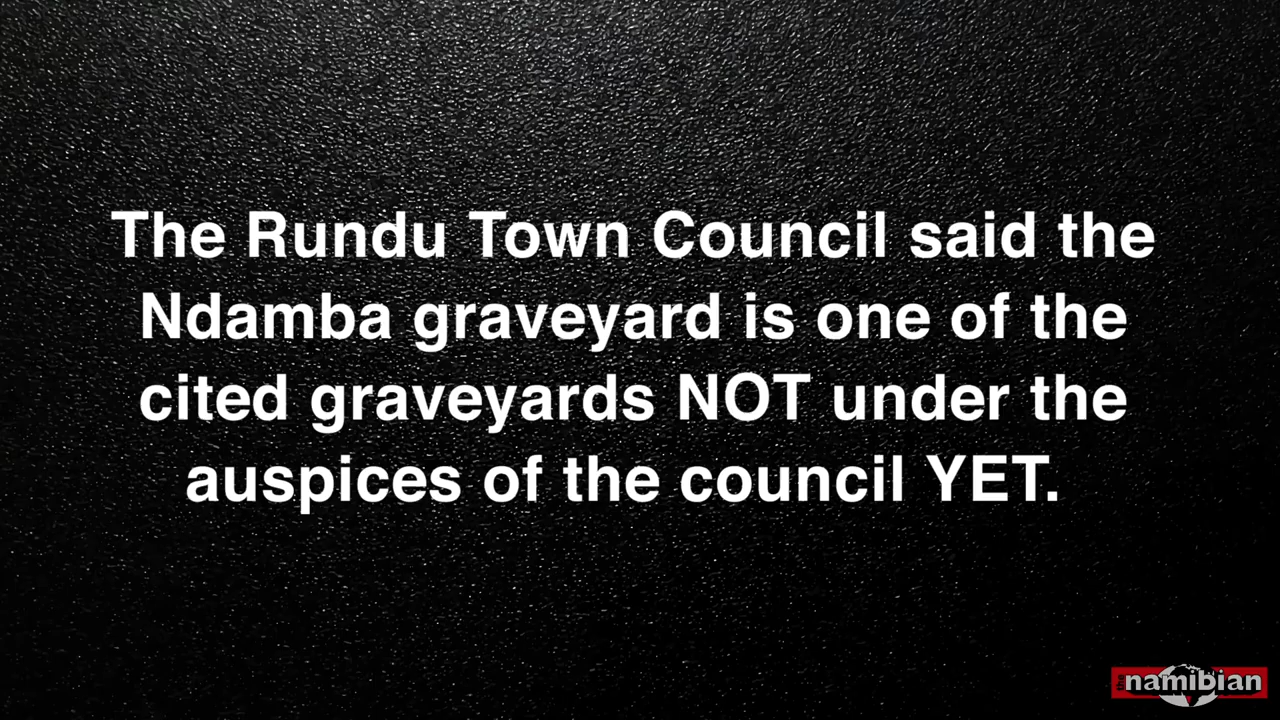 The Rundu Town Council said the
Ndamba graveyard is one of the
cited graveyards NOT under the
auspices of the council YET.
the namibian